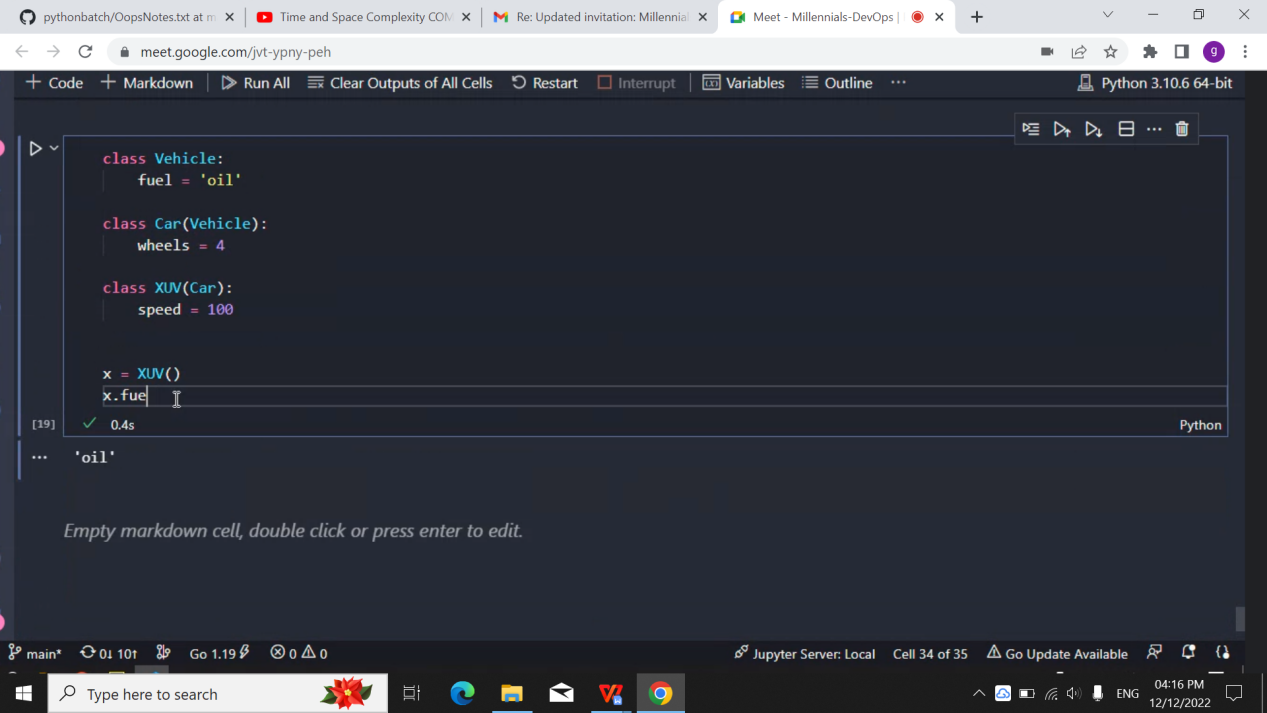 pythonbatch/OopsNotes.txt at m
Time and Space Complexity COM
Re: Updated invitation: Millennial
Meet - Millennials-DevOps |
meet.google.com/jvt-ypny-peh
g
+ Code + Markdown Run All Clear Outputs of All Cells Restart Interrupt Variables Outline ... Python 3.10.6 64-bit
class Vehicle:
fuel = 'oil'
class Car(Vehicle):
wheels = 4
class XUV(Car):
speed = 100
x = XUV()
x.fue
[19] 0.4s Python
... 'oil'
Empty markdown cell, double click or press enter to edit.
main* 0↓ 10↑ Go 1.19 0 0 Jupyter Server: Local Cell 34 of 35 Go Update Available
Type here to search
ENG
04:16 PM
12/12/2022